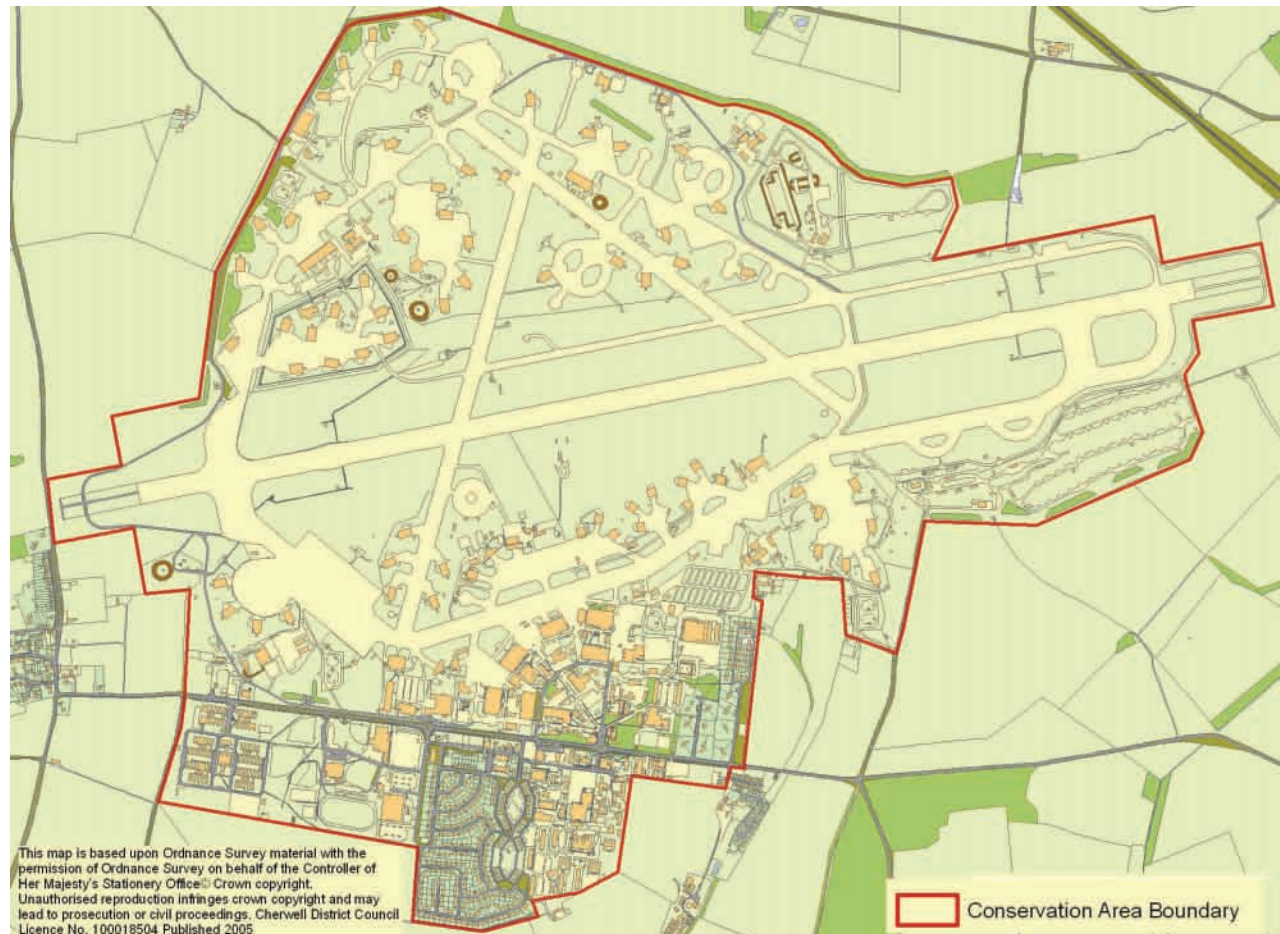 This map is based upon Ordnance Survey material with the
permission of Ordnance Survey on behalf of the Controller of
Her Majesty's Stationery Office© Crown copyright.
Unauthorised reproduction infringes crown copyright and may
lead to prosecution or civil proceedings. Cherwell District Council
Licence No. 100018504 Published 2005
Conservation Area Boundary